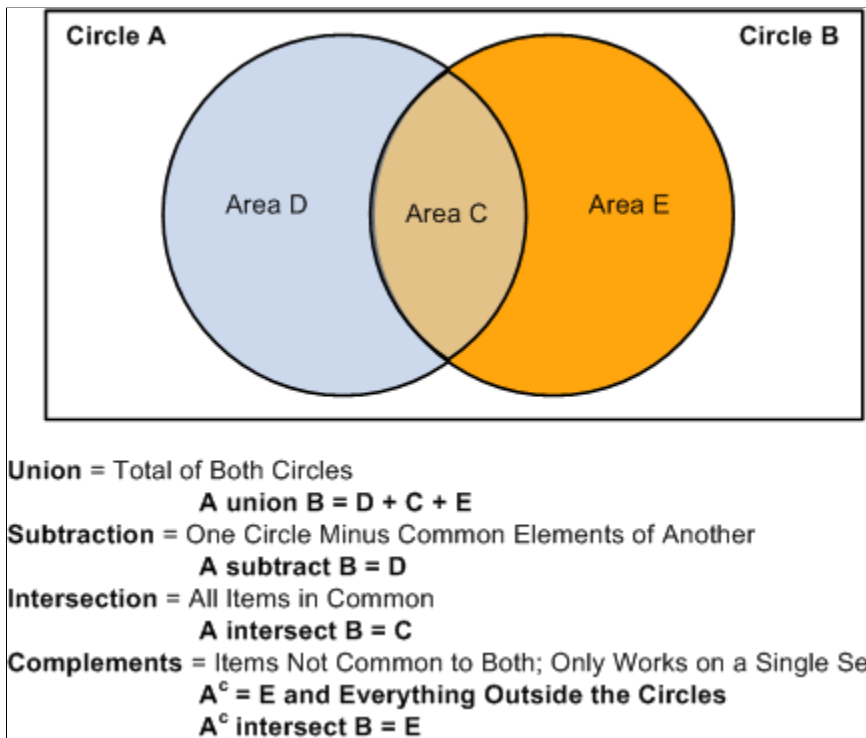 Circle A
Circle B
Area D
Area C
Area E
Union = Total of Both Circles
A union B = D + C + E
Subtraction = One Circle Minus Common Elements of Another
A subtract B = D
Intersection = All Items in Common
A intersect B = C
Complements = Items Not Common to Both; Only Works on a Single Se
Aᶜ = E and Everything Outside the Circles
Aᶜ intersect B = E